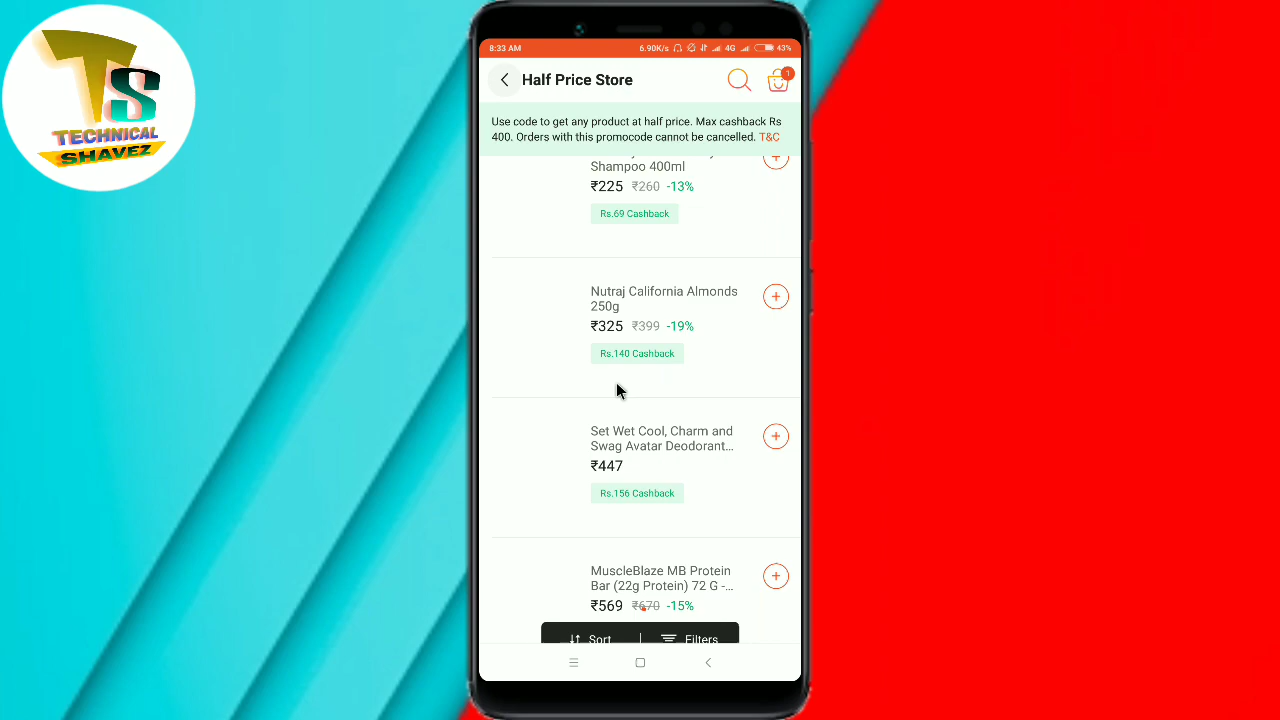 TS
TECHNICAL
SHAVEZ
8:33 AM
6.90K/s
4G
43%
Half Price Store
1
Use code to get any product at half price. Max cashback Rs
400. Orders with this promocode cannot be cancelled. T&C
Shampoo 400ml
₹225 ₹260 -13%
Rs.69 Cashback
Nutraj California Almonds
250g
₹325 ₹399 -19%
Rs.140 Cashback
Set Wet Cool, Charm and
Swag Avatar Deodorant...
₹447
Rs.156 Cashback
MuscleBlaze MB Protein
Bar (22g Protein) 72 G -...
₹569 ₹670 -15%
Sort
Filters